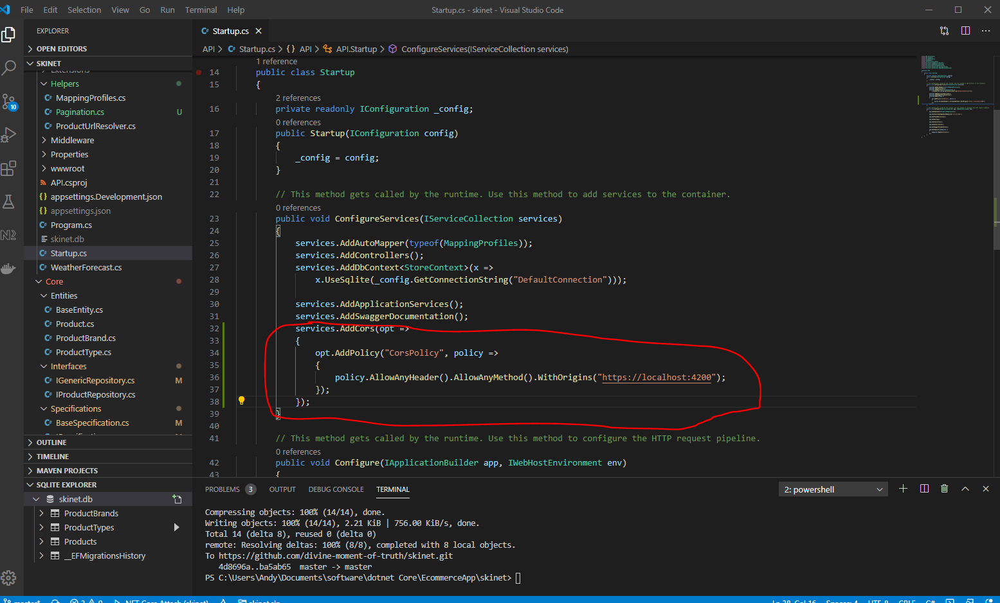 File Edit Selection View Go Run Terminal Help
Startup.cs - skinet - Visual Studio Code
EXPLORER
OPEN EDITORS
SKINET
Extensions
Helpers
MappingProfiles.cs
Pagination.cs U
ProductUrlResolver.cs
Middleware
Properties
wwwroot
API.csproj
{} appsettings.Development.json
{} appsettings.json
Program.cs
skinet.db
Startup.cs
WeatherForecast.cs
Core
Entities
BaseEntity.cs
Product.cs
ProductBrand.cs
ProductType.cs
Interfaces
IGenericRepository.cs M
IProductRepository.cs
Specifications
BaseSpecification.cs M
OUTLINE
TIMELINE
MAVEN PROJECTS
SQLITE EXPLORER
skinet.db
ProductBrands
ProductTypes
Products
__EFMigrationsHistory
10
Startup.cs
API > Startup.cs > {} API > API.Startup > ConfigureServices(IServiceCollection services)
1 reference
14 public class Startup
15 {
2 references
16 private readonly IConfiguration _config;
0 references
17 public Startup(IConfiguration config)
18 {
19 _config = config;
20 }
21
22 // This method gets called by the runtime. Use this method to add services to the container.
0 references
23 public void ConfigureServices(IServiceCollection services)
24 {
25 services.AddAutoMapper(typeof(MappingProfiles));
26 services.AddControllers();
27 services.AddDbContext<StoreContext>(x =>
28 x.UseSqlite(_config.GetConnectionString("DefaultConnection")));
29
30 services.AddApplicationServices();
31 services.AddSwaggerDocumentation();
32 services.AddCors(opt =>
33 {
34 opt.AddPolicy("CorsPolicy", policy =>
35 {
36 policy.AllowAnyHeader().AllowAnyMethod().WithOrigins("https://localhost:4200");
37 });
38 });
39 }
40
41 // This method gets called by the runtime. Use this method to configure the HTTP request pipeline.
0 references
42 public void Configure(IApplicationBuilder app, IWebHostEnvironment env)
43 {
PROBLEMS 3 OUTPUT DEBUG CONSOLE TERMINAL 2: powershell
Compressing objects: 100% (14/14), done.
Writing objects: 100% (14/14), 2.21 KiB | 756.00 KiB/s, done.
Total 14 (delta 8), reused 0 (delta 0)
remote: Resolving deltas: 100% (8/8), completed with 8 local objects.
To https://github.com/divine-moment-of-truth/skinet.git
4d8696a..ba5ab65 master -> master
PS C:\Users\Andy\Documents\software\dotnet Core\EcommerceApp\skinet>